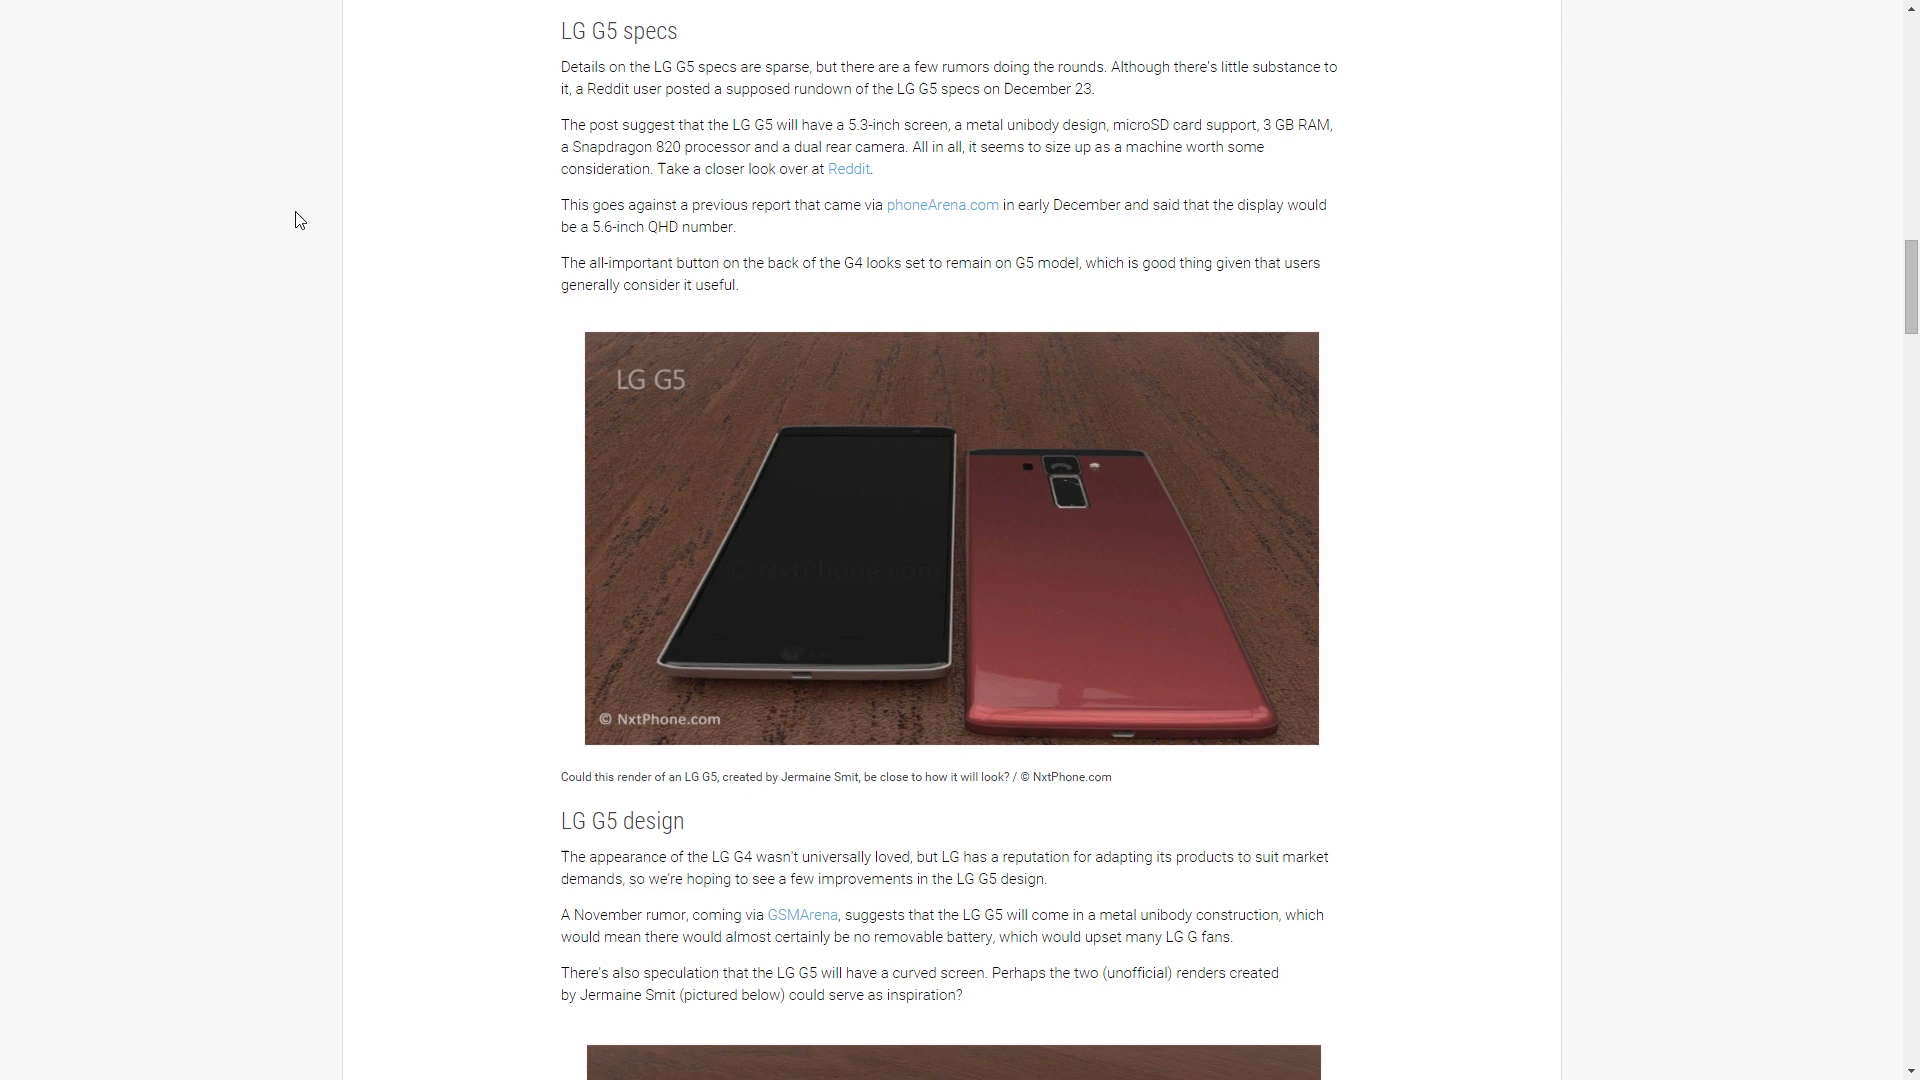 LG G5 specs
Details on the LG G5 specs are sparse, but there are a few rumors doing the rounds. Although there's little substance to
it, a Reddit user posted a supposed rundown of the LG G5 specs on December 23.
The post suggest that the LG G5 will have a 5.3-inch screen, a metal unibody design, microSD card support, 3 GB RAM,
a Snapdragon 820 processor and a dual rear camera. All in all, it seems to size up as a machine worth some
consideration. Take a closer look over at Reddit.
This goes against a previous report that came via phoneArena.com in early December and said that the display would
be a 5.6-inch QHD number.
The all-important button on the back of the G4 looks set to remain on G5 model, which is good thing given that users
generally consider it useful.
LG G5
© NxtPhone.com
© NxtPhone.com
Could this render of an LG G5, created by Jermaine Smit, be close to how it will look? / © NxtPhone.com
LG G5 design
The appearance of the LG G4 wasn't universally loved, but LG has a reputation for adapting its products to suit market
demands, so we're hoping to see a few improvements in the LG G5 design.
A November rumor, coming via GSMArena, suggests that the LG G5 will come in a metal unibody construction, which
would mean there would almost certainly be no removable battery, which would upset many LG G fans.
There's also speculation that the LG G5 will have a curved screen. Perhaps the two (unofficial) renders created
by Jermaine Smit (pictured below) could serve as inspiration?